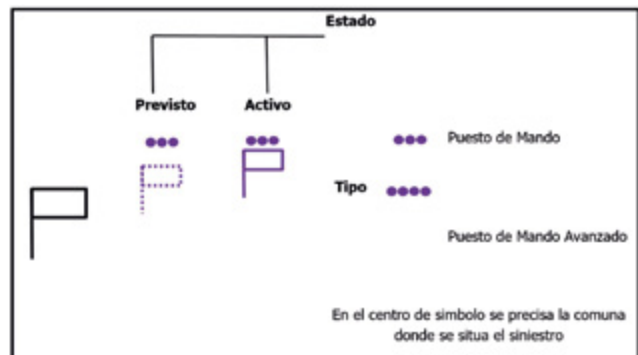 Estado
Previsto
Activo
Puesto de Mando
Tipo
Puesto de Mando Avanzado
En el centro de simbolo se precisa la comuna
donde se situa el siniestro